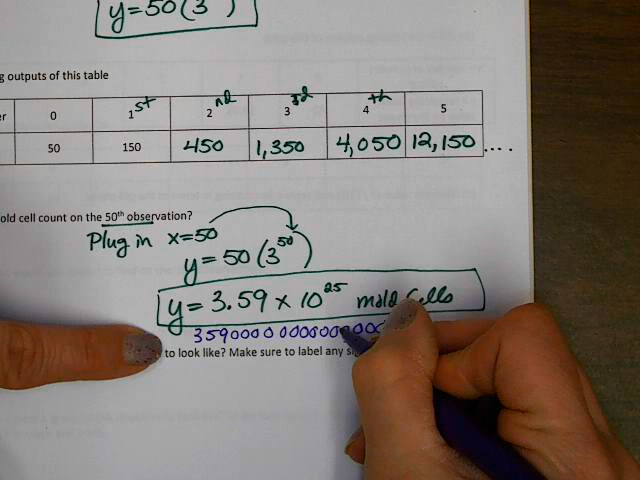 y=50(3 )
g outputs of this table
er 0 1st 2nd 3rd 4th 5
50 150 450 1,350 4,050 12,150 ....
old cell count on the 50th observation?
Plug in x=50
y = 50 (3^50)
y = 3.59 x 10^25 mold Cells
to look like? Make sure to label any